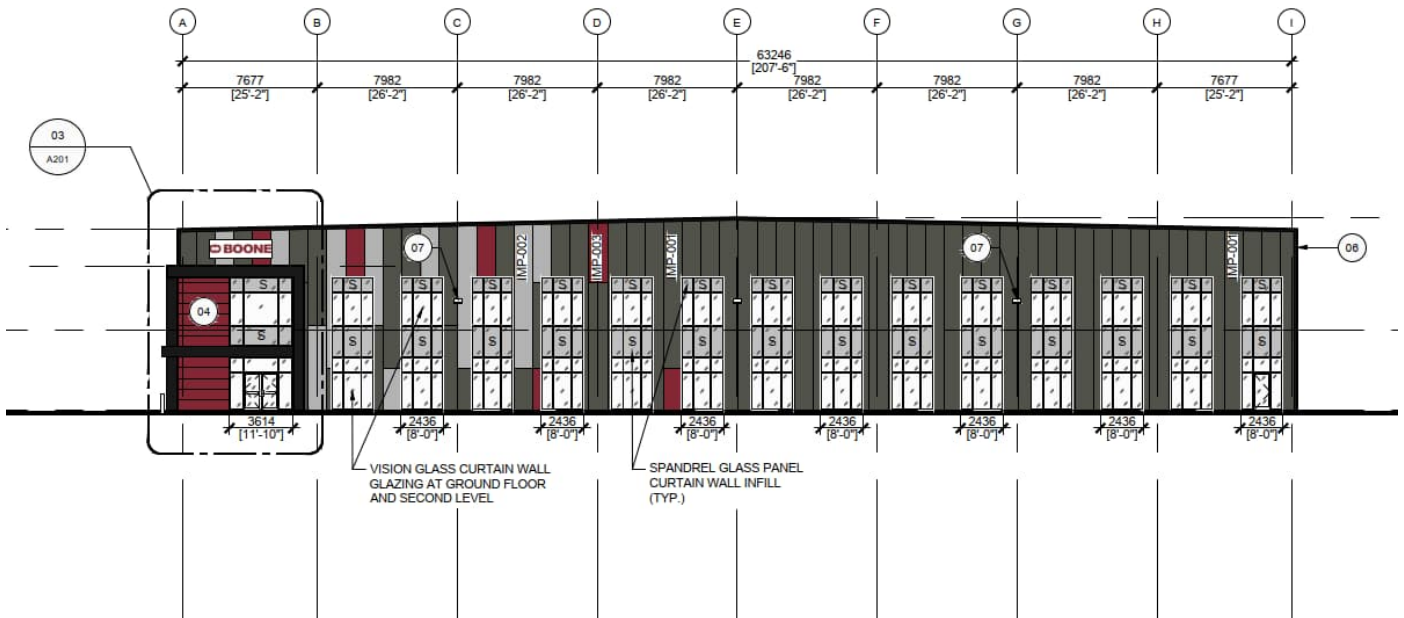 A B C D E F G H I
63246
[207'-6"]
7677 7982 7982 7982 7982 7982 7982 7677
[25'-2"] [26'-2"] [26'-2"] [26'-2"] [26'-2"] [26'-2"] [26'-2"] [25'-2"]
03
A201
BOONE
07
IMP-002
IMP-003
IMP-001
07
IMP-001
06
S S S S S S S S S S S S S S S
04
S S S S S S S S S S S S S S S
3614 2436 2436 2436 2436 2436 2436 2436
[11'-10"] [8'-0"] [8'-0"] [8'-0"] [8'-0"] [8'-0"] [8'-0"] [8'-0"]
VISION GLASS CURTAIN WALL
GLAZING AT GROUND FLOOR
AND SECOND LEVEL
SPANDREL GLASS PANEL
CURTAIN WALL INFILL
(TYP.)